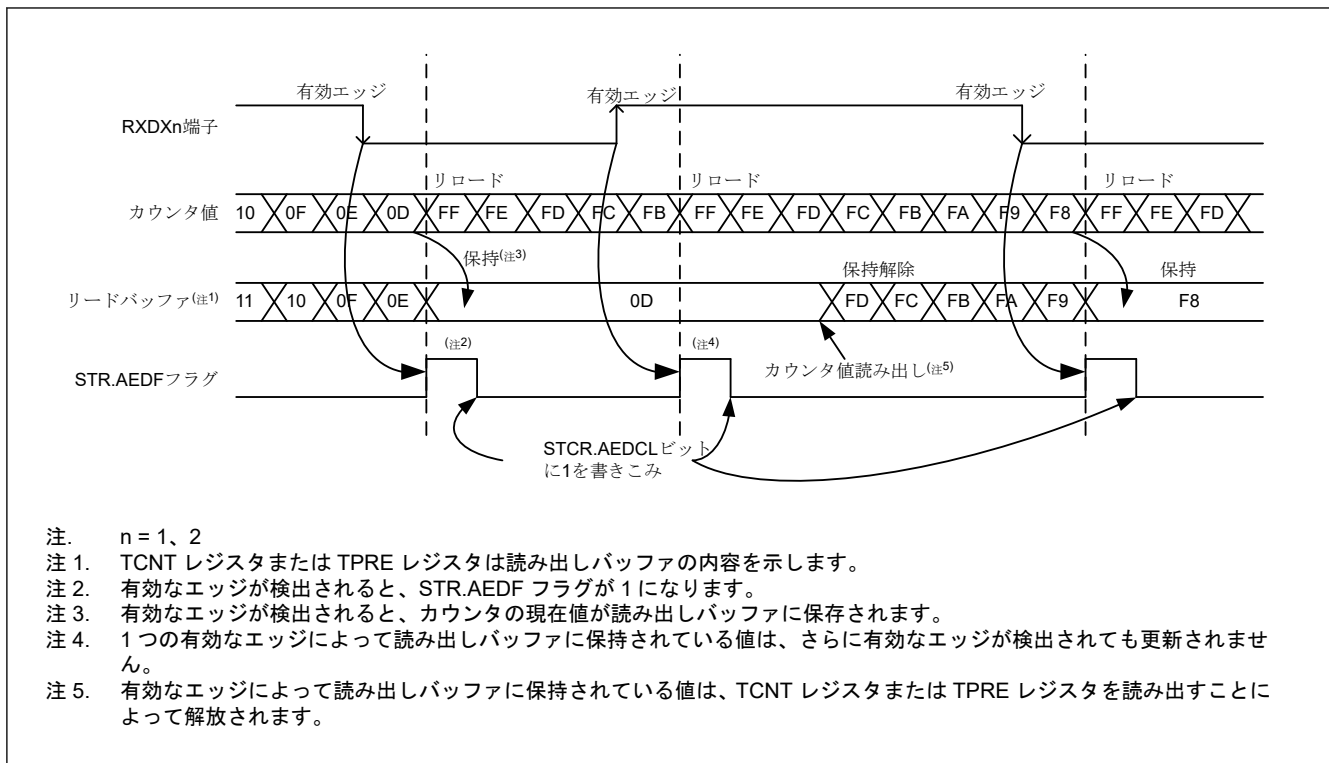 有効エッジ 有効エッジ 有効エッジ
RXDXn端子
リロード リロード リロード
カウンタ値 10 0F 0E 0D FF FE FD FC FB FF FE FD FC FB FA F9 F8 FF FE FD
保持(注3) 保持解除 保持
リードバッファ(注1) 11 10 0F 0E 0D FD FC FB FA F9 F8
(注2) (注4)
カウンタ値読み出し(注5)
STR.AEDFフラグ
STCR.AEDCLビット
に1を書きこみ
注. n = 1、2
注 1. TCNT レジスタまたは TPRE レジスタは読み出しバッファの内容を示します。
注 2. 有効なエッジが検出されると、STR.AEDF フラグが 1 になります。
注 3. 有効なエッジが検出されると、カウンタの現在値が読み出しバッファに保存されます。
注 4. 1 つの有効なエッジによって読み出しバッファに保持されている値は、さらに有効なエッジが検出されても更新されませ
ん。
注 5. 有効なエッジによって読み出しバッファに保持されている値は、TCNT レジスタまたは TPRE レジスタを読み出すことに
よって解放されます。